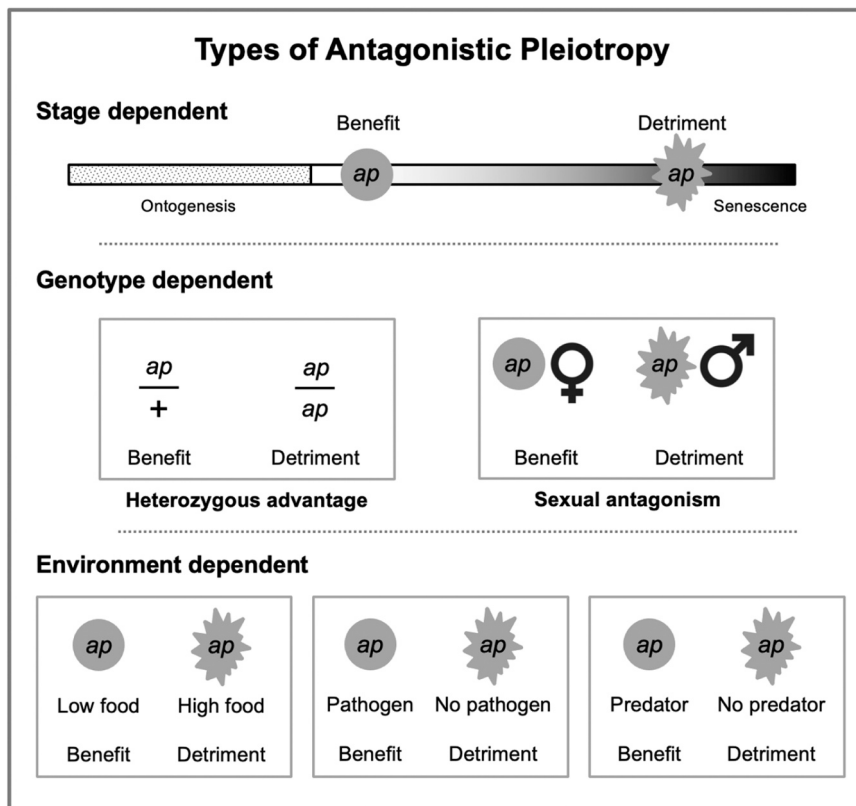 Types of Antagonistic Pleiotropy
Stage dependent
Benefit
Detriment
ap
ap
Ontogenesis
Senescence
Genotype dependent
ap
+
ap
ap
Benefit
Detriment
Heterozygous advantage
ap
ap
Benefit
Detriment
Sexual antagonism
Environment dependent
ap
ap
Low food
High food
Benefit
Detriment
ap
ap
Pathogen
No pathogen
Benefit
Detriment
ap
ap
Predator
No predator
Benefit
Detriment